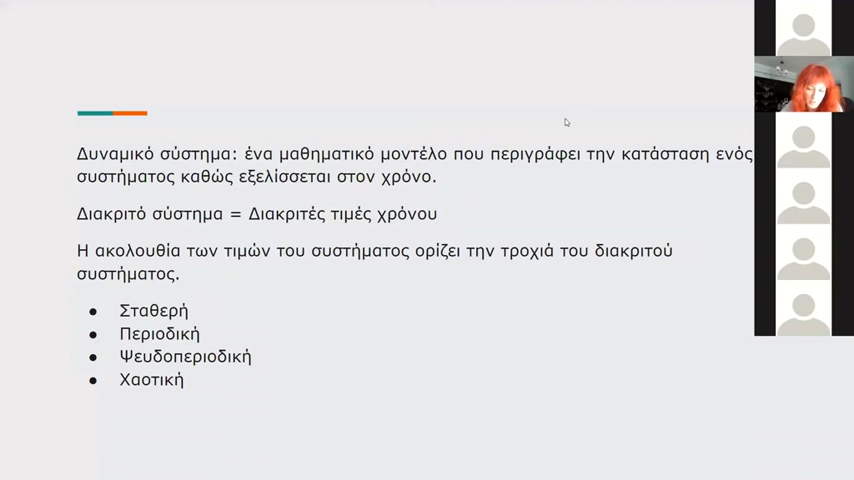 Δυναμικό σύστημα: ένα μαθηματικό μοντέλο που περιγράφει την κατάσταση ενός
συστήματος καθώς εξελίσσεται στον χρόνο.
Διακριτό σύστημα = Διακριτές τιμές χρόνου
Η ακολουθία των τιμών του συστήματος ορίζει την τροχιά του διακριτού
συστήματος.
● Σταθερή
● Περιοδική
● Ψευδοπεριοδική
● Χαοτική